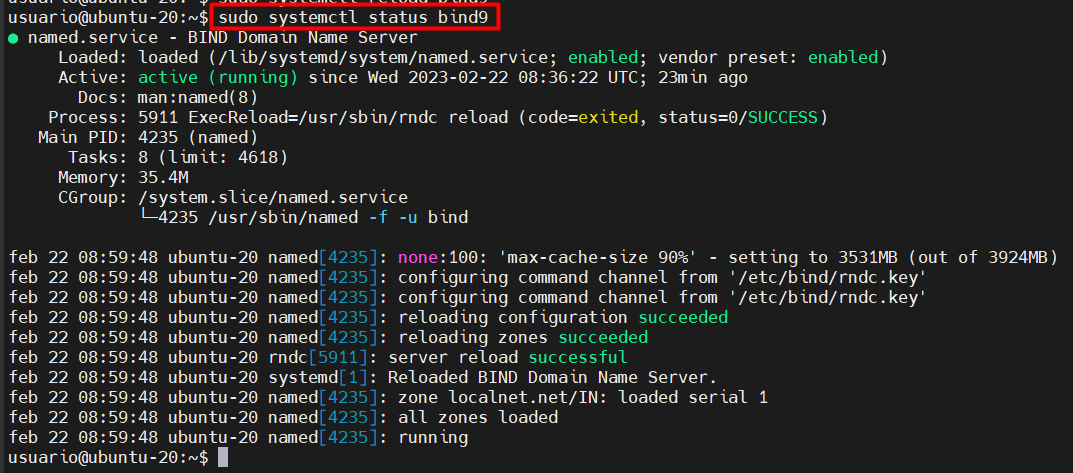 usuario@ubuntu-20:~$ sudo systemctl reload bind9
usuario@ubuntu-20:~$ sudo systemctl status bind9
● named.service - BIND Domain Name Server
Loaded: loaded (/lib/systemd/system/named.service; enabled; vendor preset: enabled)
Active: active (running) since Wed 2023-02-22 08:36:22 UTC; 23min ago
Docs: man:named(8)
Process: 5911 ExecReload=/usr/sbin/rndc reload (code=exited, status=0/SUCCESS)
Main PID: 4235 (named)
Tasks: 8 (limit: 4618)
Memory: 35.4M
CGroup: /system.slice/named.service
└─4235 /usr/sbin/named -f -u bind
feb 22 08:59:48 ubuntu-20 named[4235]: none:100: 'max-cache-size 90%' - setting to 3531MB (out of 3924MB)
feb 22 08:59:48 ubuntu-20 named[4235]: configuring command channel from '/etc/bind/rndc.key'
feb 22 08:59:48 ubuntu-20 named[4235]: configuring command channel from '/etc/bind/rndc.key'
feb 22 08:59:48 ubuntu-20 named[4235]: reloading configuration succeeded
feb 22 08:59:48 ubuntu-20 named[4235]: reloading zones succeeded
feb 22 08:59:48 ubuntu-20 rndc[5911]: server reload successful
feb 22 08:59:48 ubuntu-20 systemd[1]: Reloaded BIND Domain Name Server.
feb 22 08:59:48 ubuntu-20 named[4235]: zone localnet.net/IN: loaded serial 1
feb 22 08:59:48 ubuntu-20 named[4235]: all zones loaded
feb 22 08:59:48 ubuntu-20 named[4235]: running
usuario@ubuntu-20:~$